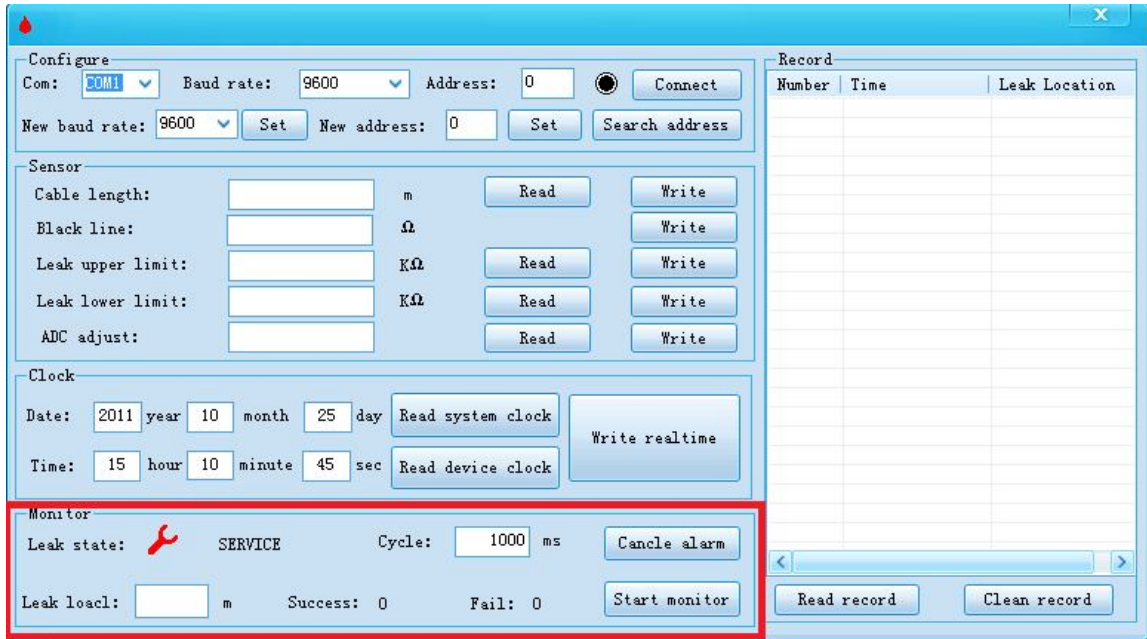 X
Configure
Com: COM1 Baud rate: 9600 Address: 0 Connect
New baud rate: 9600 Set New address: 0 Set Search address
Sensor
Cable length: m Read Write
Black line: Ω Write
Leak upper limit: KΩ Read Write
Leak lower limit: KΩ Read Write
ADC adjust: Read Write
Clock
Date: 2011 year 10 month 25 day Read system clock
Write realtime
Time: 15 hour 10 minute 45 sec Read device clock
Monitor
Leak state: SERVICE Cycle: 1000 ms Cancle alarm
Leak loacl: m Success: 0 Fail: 0 Start monitor
Record
Number Time Leak Location
Read record Clean record